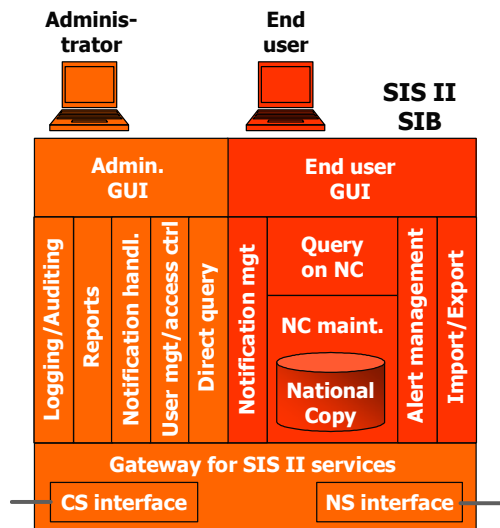 Adminis-
trator
End
user
SIS II
SIB
Admin.
GUI
End user
GUI
Logging/Auditing
Reports
Notification handl.
User mgt/access ctrl
Direct query
Notification mgt
Query
on NC
NC maint.
National
Copy
Alert management
Import/Export
Gateway for SIS II services
CS interface
NS interface